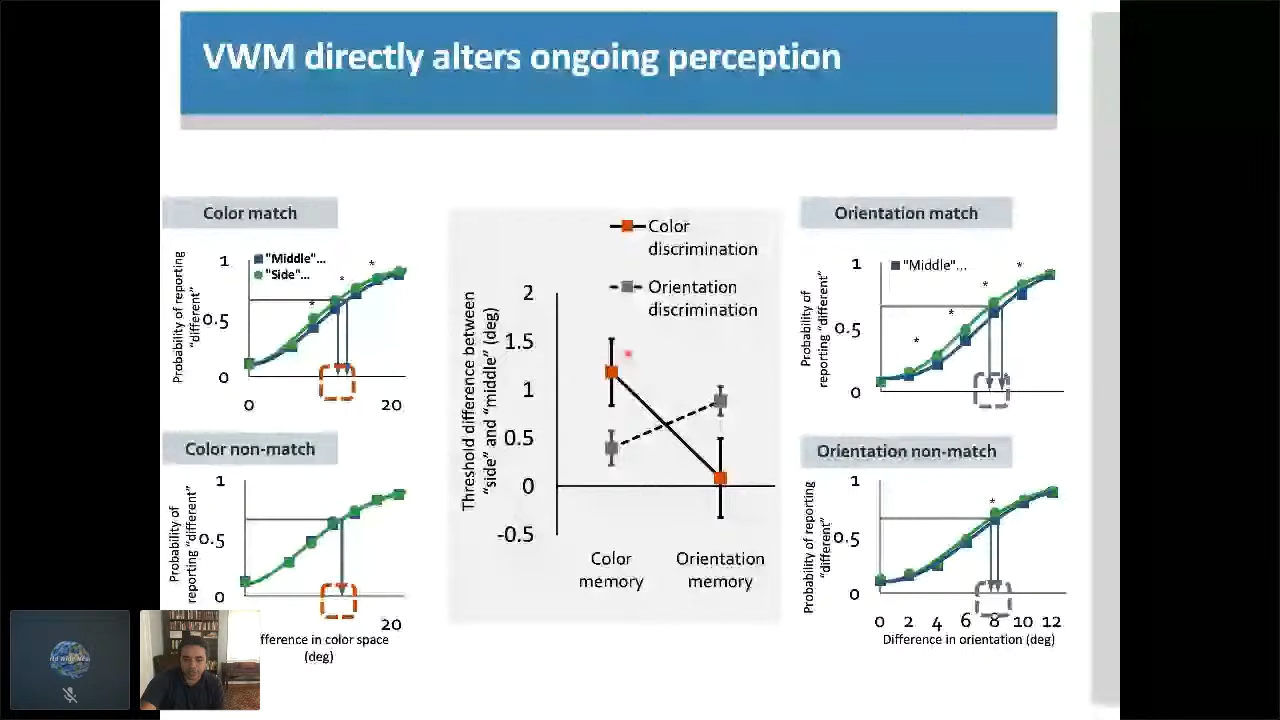 VWM directly alters ongoing perception
Color match
Probability of reporting
"different"
1
0.5
0
"Middle"...
"Side"...
*
*
*
0
20
Color non-match
Probability of
reporting "different"
1
0.5
0
20
fference in color space
(deg)
Color
discrimination
Orientation
discrimination
Threshold difference between
"side" and "middle" (deg)
2
1.5
1
0.5
0
-0.5
Color
memory
Orientation
memory
Orientation match
Probability of
reporting "different"
1
0.5
0
"Middle"...
*
*
*
*
Orientation non-match
Probability of reporting
"different"
1
0.5
0
*
0 2 4 6 8 10 12
Difference in orientation (deg)